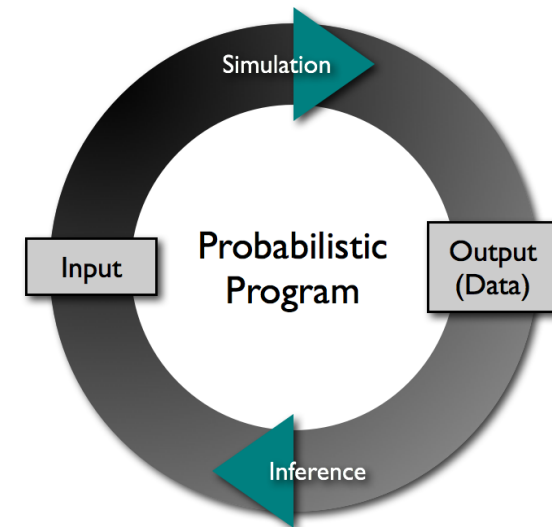 Simulation
Probabilistic
Program
Input
Output
(Data)
Inference